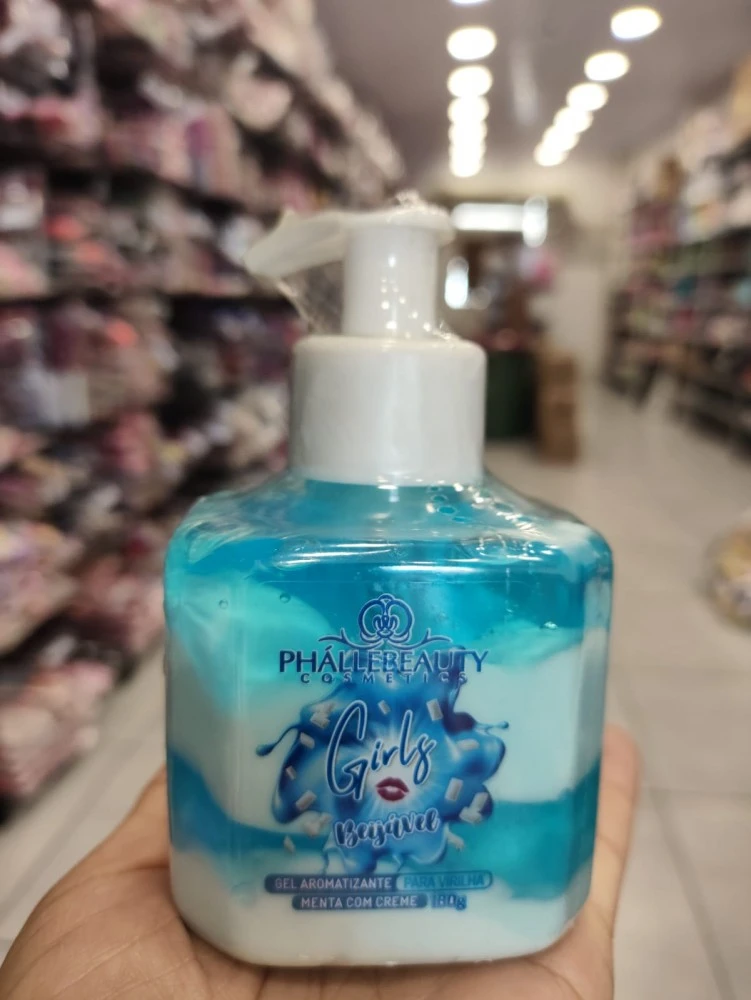 PHÁLLEBEAUTY
COSMETICS
Girls
Beijável
GEL AROMATIZANTE PARA VIRILHA
MENTA COM CREME 180g